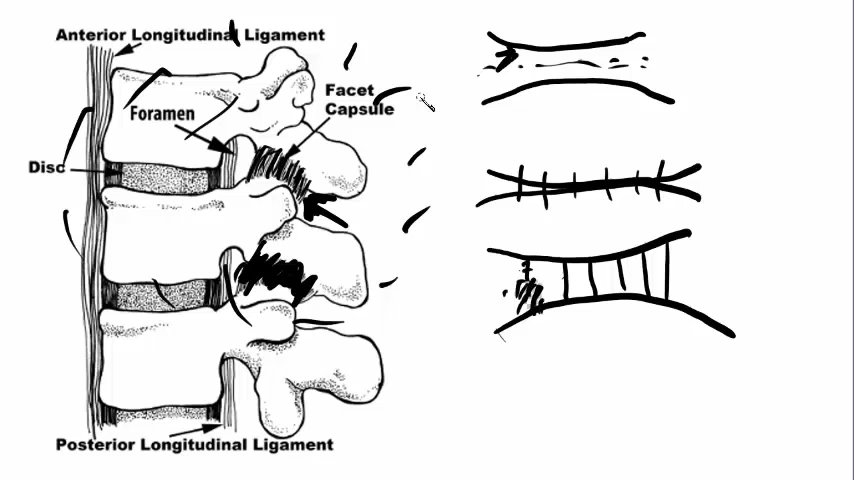 Anterior Longitudinal Ligament
Facet
Capsule
Foramen
Disc
Posterior Longitudinal Ligament